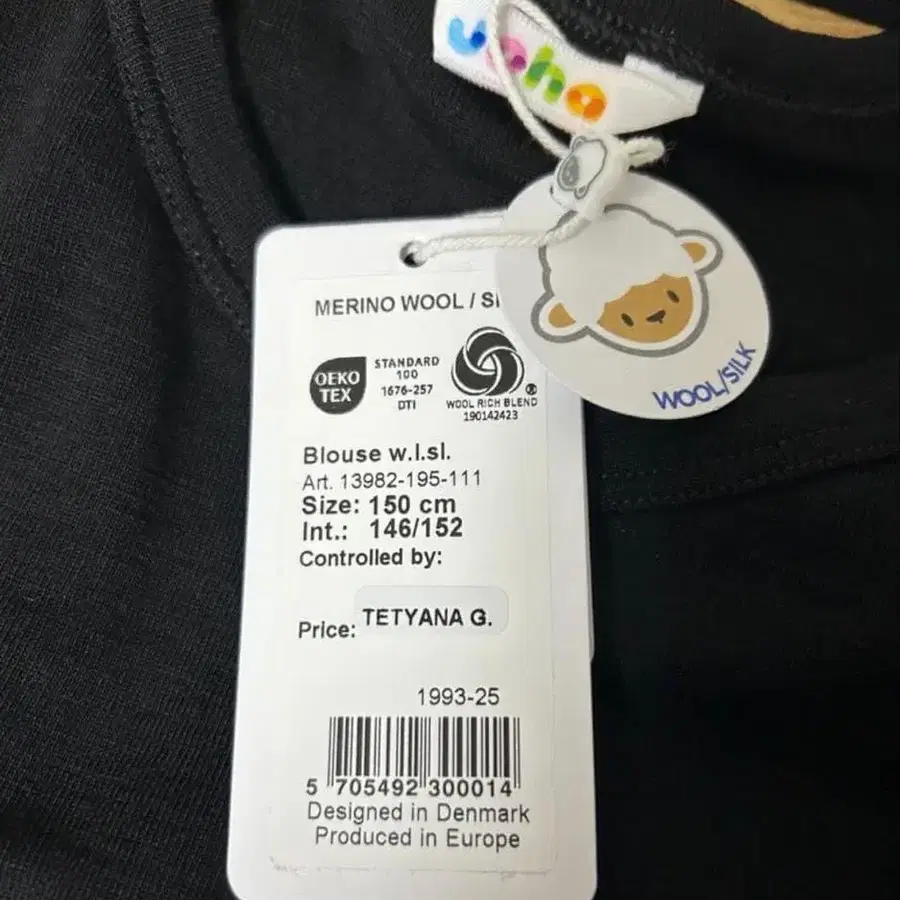 MERINO WOOL / SI
OEKO
TEX
STANDARD
100
1676-257
DTI
WOOL RICH BLEND
190142423
WOOL/SILK
Blouse w.l.sl.
Art. 13982-195-111
Size: 150 cm
Int.: 146/152
Controlled by:
TETYANA G.
Price:
1993-25
5 705492 300014
Designed in Denmark
Produced in Europe